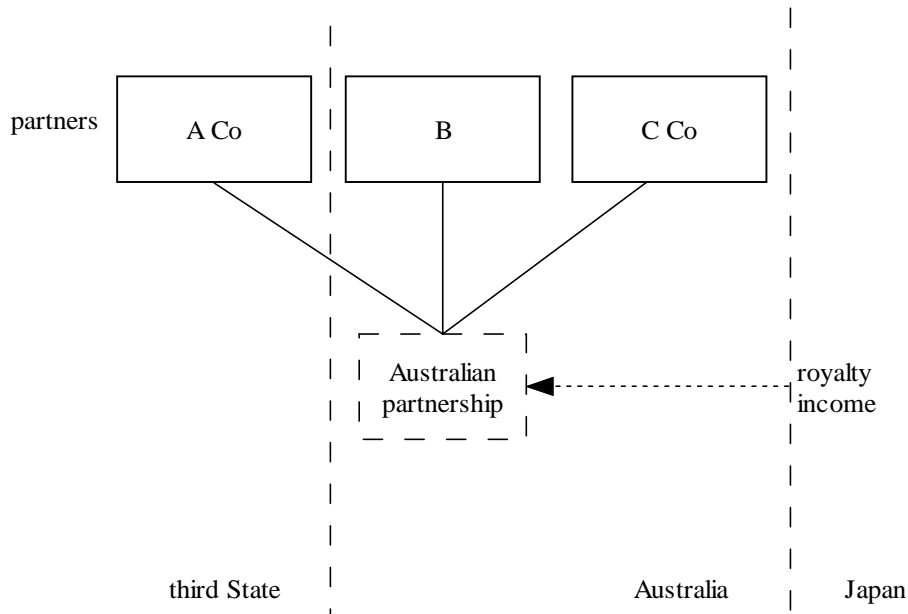 partners
A Co
B
C Co
Australian
partnership
royalty
income
third State
Australia
Japan